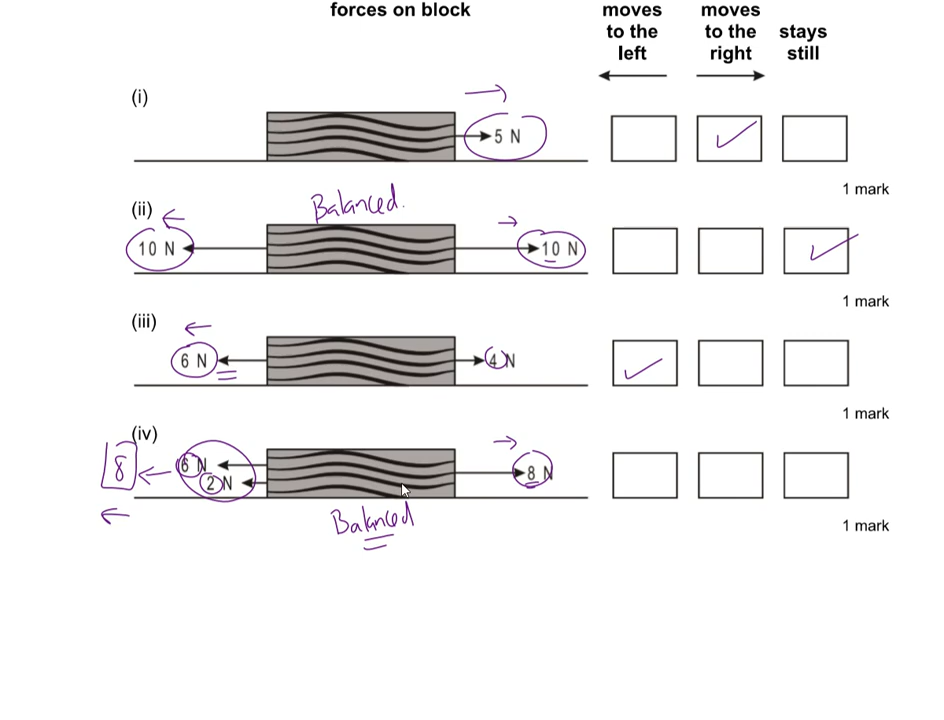 forces on block
moves to the left
moves to the right
stays still
(i)
5 N
1 mark
(ii)
Balanced.
10 N
10 N
1 mark
(iii)
6 N
4 N
1 mark
(iv)
8
6 N
2 N
8 N
Balanced
1 mark